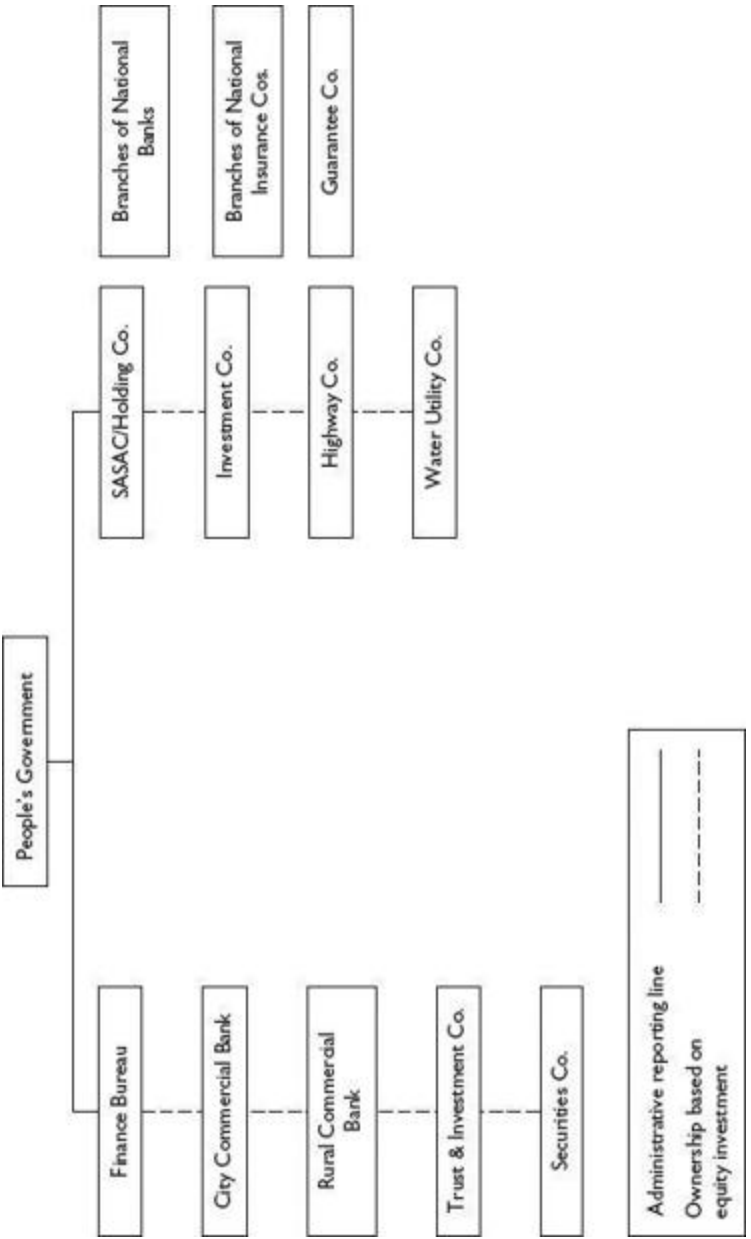 People's Government
Finance Bureau
City Commercial Bank
Rural Commercial
Bank
Trust & Investment Co.
Securities Co.
SASAC/Holding Co.
Investment Co.
Highway Co.
Water Utility Co.
Branches of National
Banks
Branches of National
Insurance Cos.
Guarantee Co.
Administrative reporting line
Ownership based on
equity investment